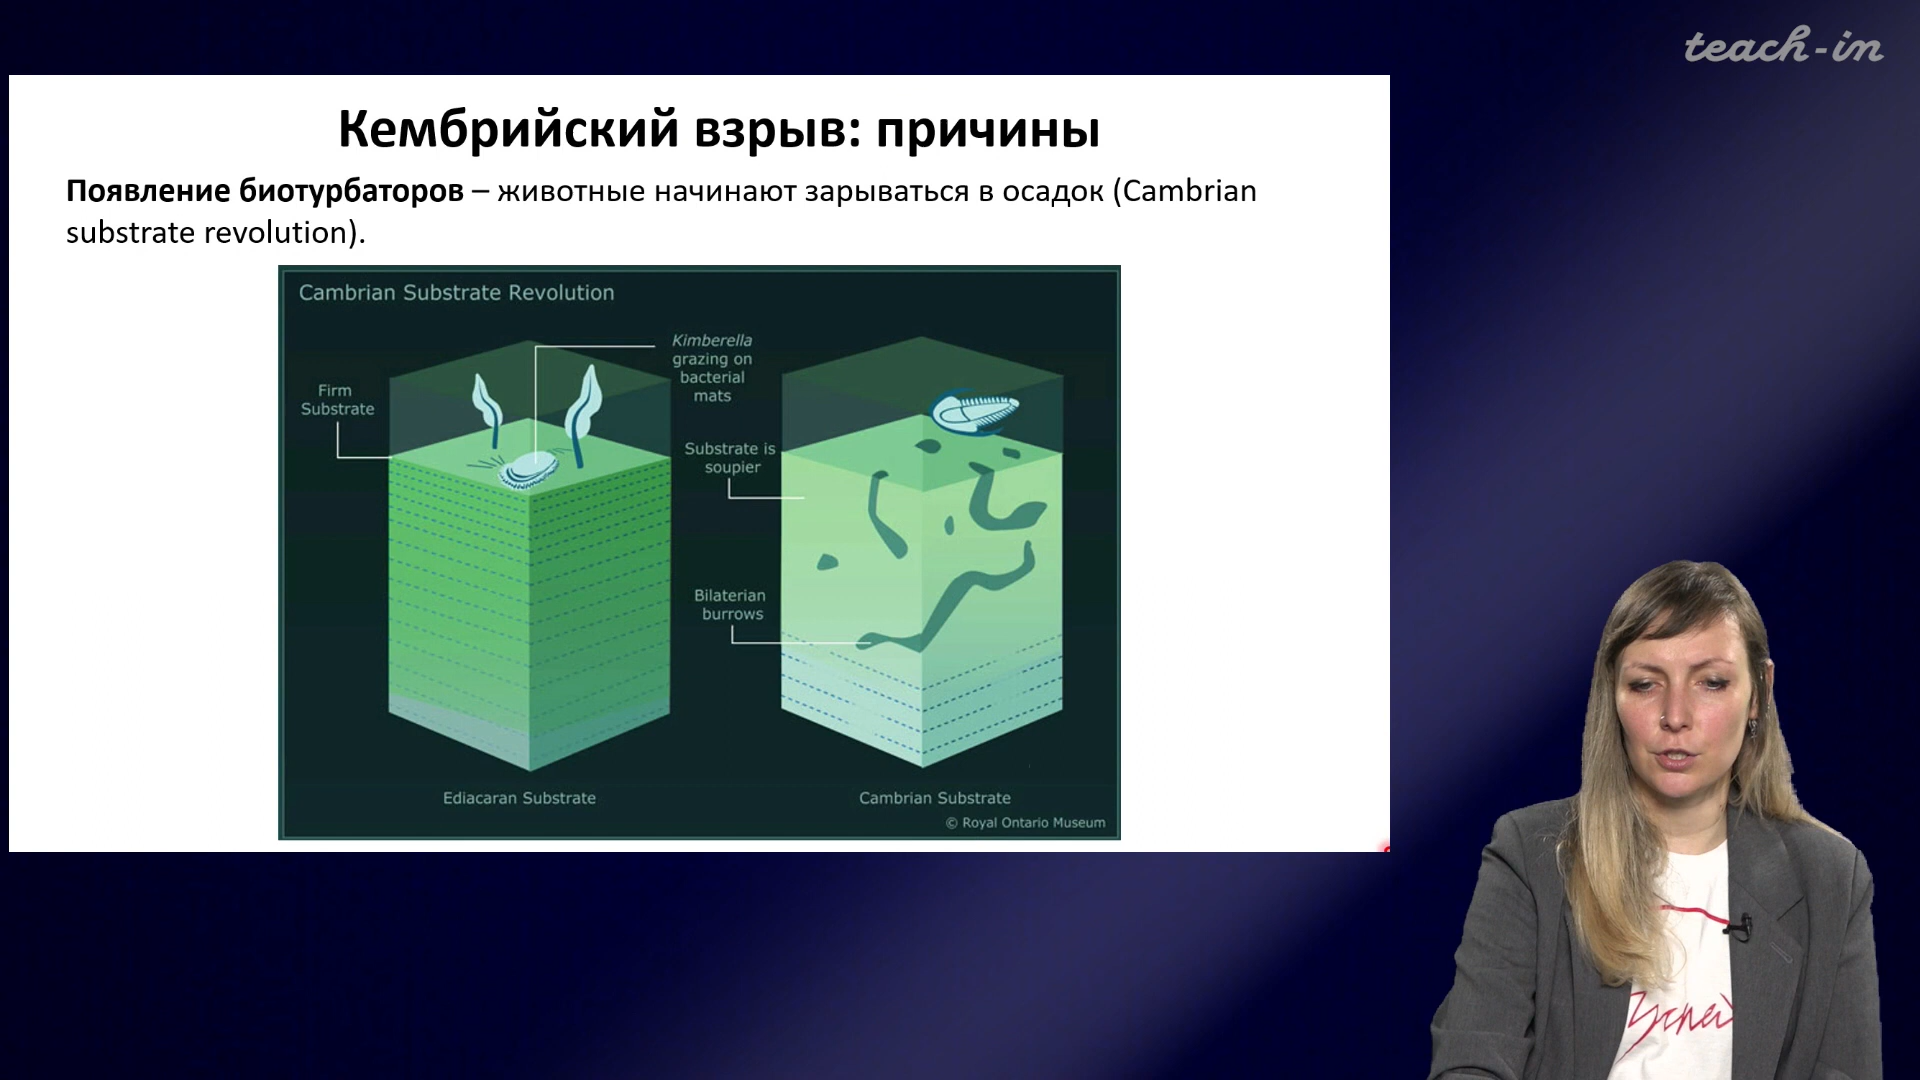 teach-in
Кембрийский взрыв: причины
Появление биотурбаторов – животные начинают зарываться в осадок (Cambrian
substrate revolution).
Cambrian Substrate Revolution
Kimberella
grazing on
bacterial
mats
Firm
Substrate
Substrate is
soupier
Bilaterian
burrows
Ediacaran Substrate
Cambrian Substrate
© Royal Ontario Museum